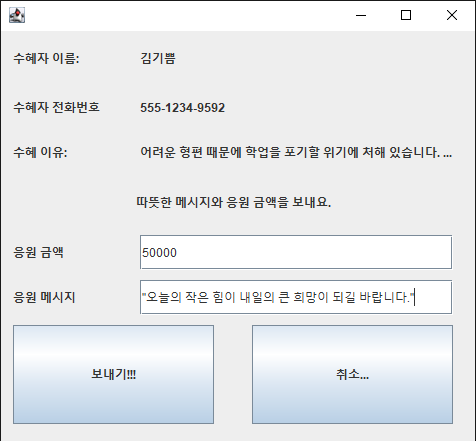 수혜자 이름: 김기쁨
수혜자 전화번호 555-1234-9592
수혜 이유: 어려운 형편 때문에 학업을 포기할 위기에 처해 있습니다. ...
따뜻한 메시지와 응원 금액을 보내요.
응원 금액 50000
응원 메시지 "오늘의 작은 힘이 내일의 큰 희망이 되길 바랍니다."
보내기!!! 취소...